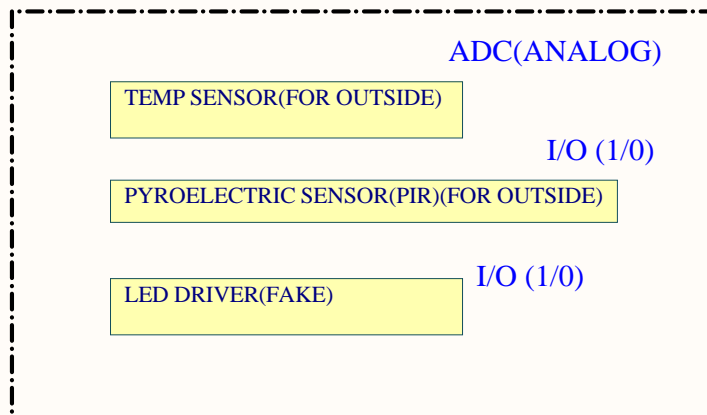 ADC(ANALOG)
TEMP SENSOR(FOR OUTSIDE)
I/O (1/0)
PYROELECTRIC SENSOR(PIR)(FOR OUTSIDE)
I/O (1/0)
LED DRIVER(FAKE)